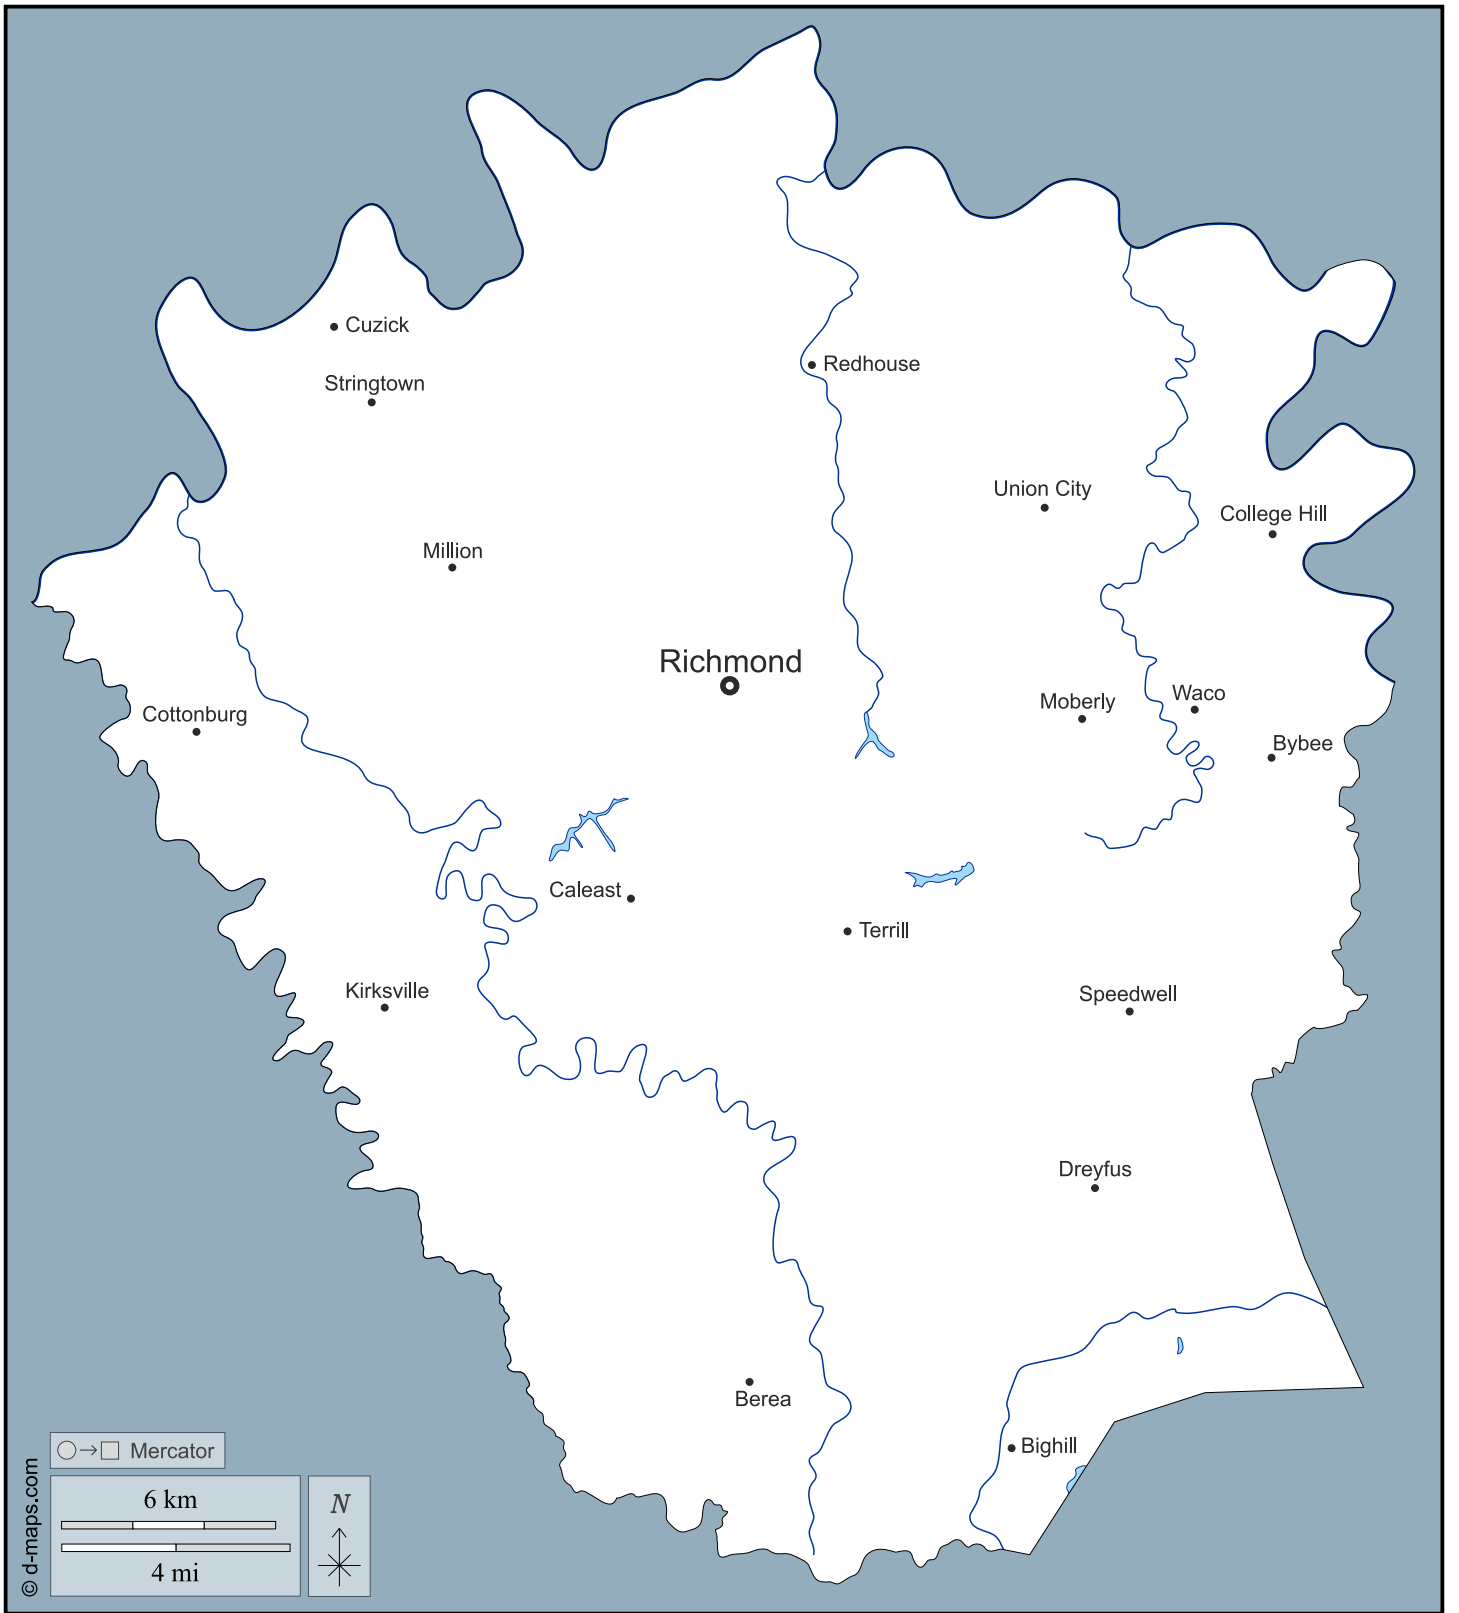 Cuzick
Redhouse
Stringtown
Union City
College Hill
Million
Richmond
Waco
Moberly
Cottonburg
Bybee
Caleast
Terrill
Kirksville
Speedwell
Dreyfus
Berea
Bighill
Mercator
6 km
4 mi
N
© d-maps.com